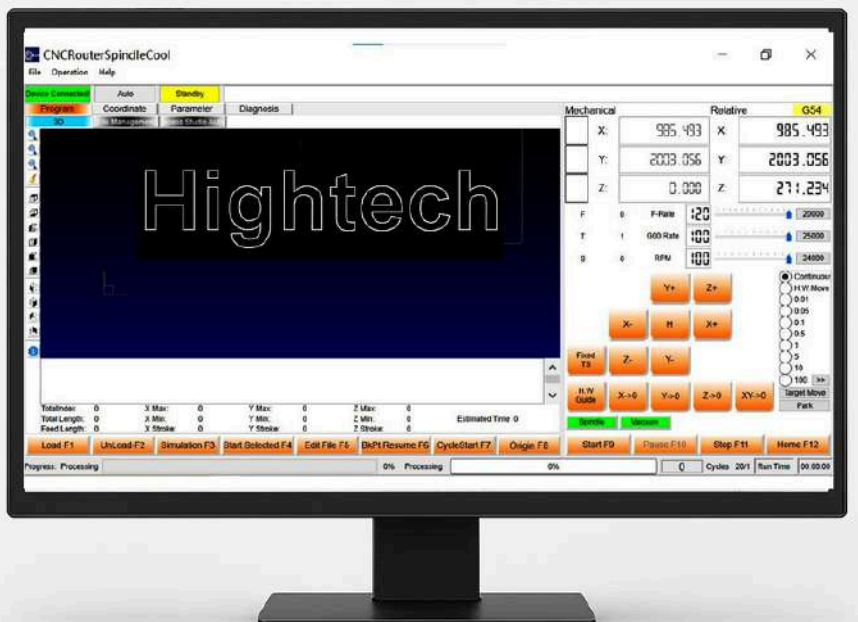 CNCRouterSpindleCool
File Operation Help
Device Connected Auto Standby
Program Coordinate Parameter Diagnosis
3D File Management
Hightech
Mechanical Relative G54
X: 985.493 X: 985.493
Y: 2003.056 Y: 2003.056
Z: 0.000 Z: 271.234
F 0 F-Rate 120 20000
T 1 G00 Rate 100 25000
S 0 RPM 100 24000
Y+ Z+
X- H X+
Fixed TS Z- Y-
H.W Guide X->0 Y->0 Z->0 XY->0
Continuous
H.W.Move
0.01
0.05
0.1
0.5
1
5
10
100 >>
Target Move
Park
Spindle Vacuum
TotalIndex: 0 X Max: 0 Y Max: 0 Z Max: 0
Total Length: 0 X Min: 0 Y Min: 0 Z Min: 0 Estimated Time 0
Feed Length: 0 X Stroke: 0 Y Stroke: 0 Z Stroke: 0
Load F1 UnLoad-F2 Simulation F3 Start Selected F4 Edit File F5 BkPt Resume F6 CycleStart F7 Origin F8 Start F9 Pause F10 Stop F11 Home F12
Progress: Processing 0% Processing 0% 0 Cycles 20/1 Run Time 00:00:00